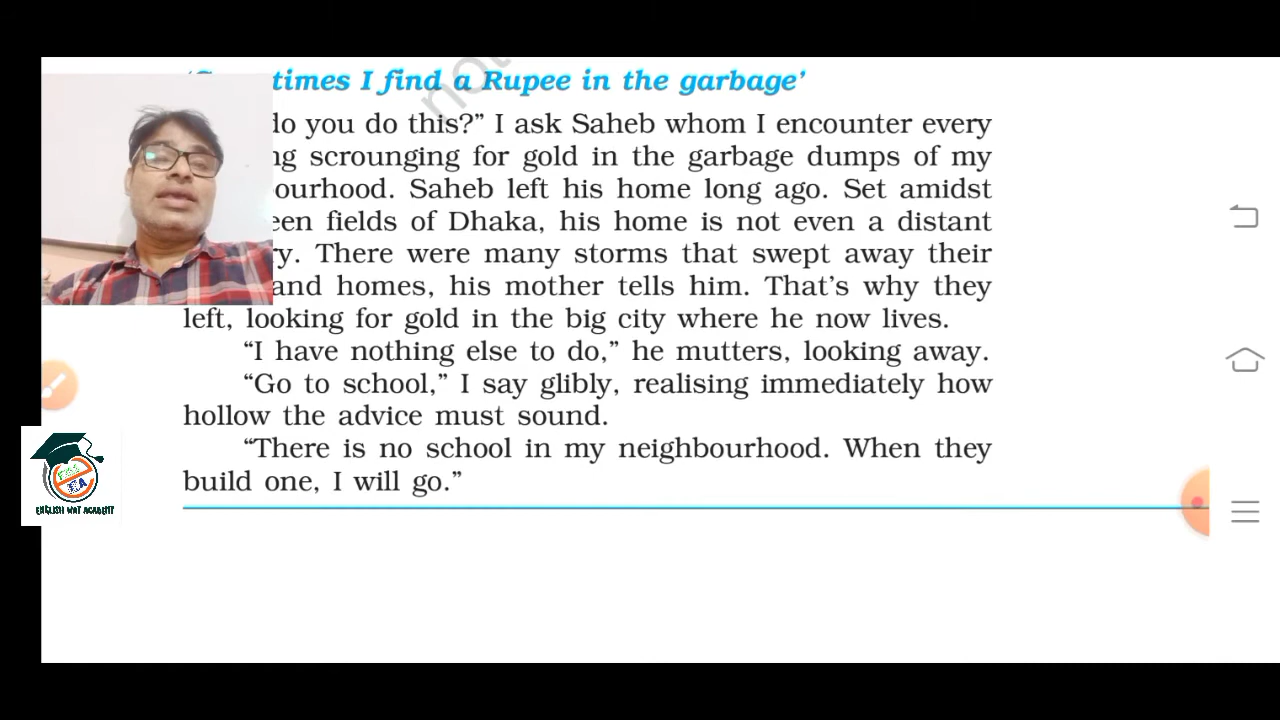 times I find a Rupee in the garbage’
do you do this?” I ask Saheb whom I encounter every
scrounging for gold in the garbage dumps of my
Saheb left his home long ago. Set amidst
fields of Dhaka, his home is not even a distant
There were many storms that swept away their
and homes, his mother tells him. That’s why they
left, looking for gold in the big city where he now lives.
“I have nothing else to do,” he mutters, looking away.
“Go to school,” I say glibly, realising immediately how
hollow the advice must sound.
“There is no school in my neighbourhood. When they
build one, I will go.”
not
ENGLISH WAY ACADEMY